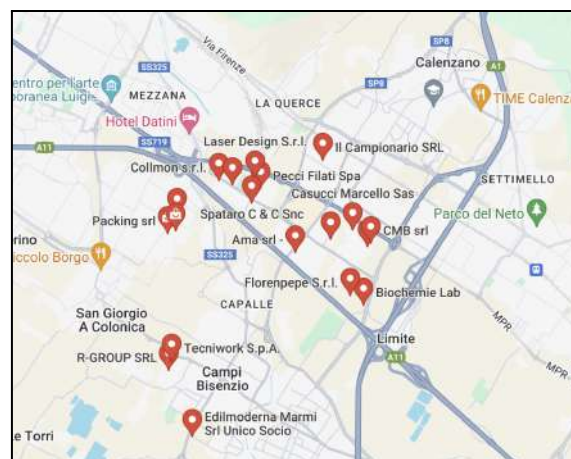 SP8
A1
Via Firenze
Calenzano
SS325
entro per l'arte
poranea Luigi
MEZZANA
SP8
TIME Calenza
LA QUERCE
Hotel Datini
Laser Design S.r.l.
Il Campionario SRL
A11
SS719
Collmon s.r.l.
Pecci Filati Spa
SETTIMELLO
Casucci Marcello Sas
Packing srl
Spataro C & C Snc
CMB srl
Parco del Neto
rino
Ama srl -
iccolo Borgo
SS325
Florenpepe S.r.l.
Biochemie Lab
CAPALLE
San Giorgio
A Colonica
MPR
MPR
Limite
Tecniwork S.p.A.
R-GROUP SRL
A11
Campi
Bisenzio
Edilmoderna Marmi
Srl Unico Socio
e Torri